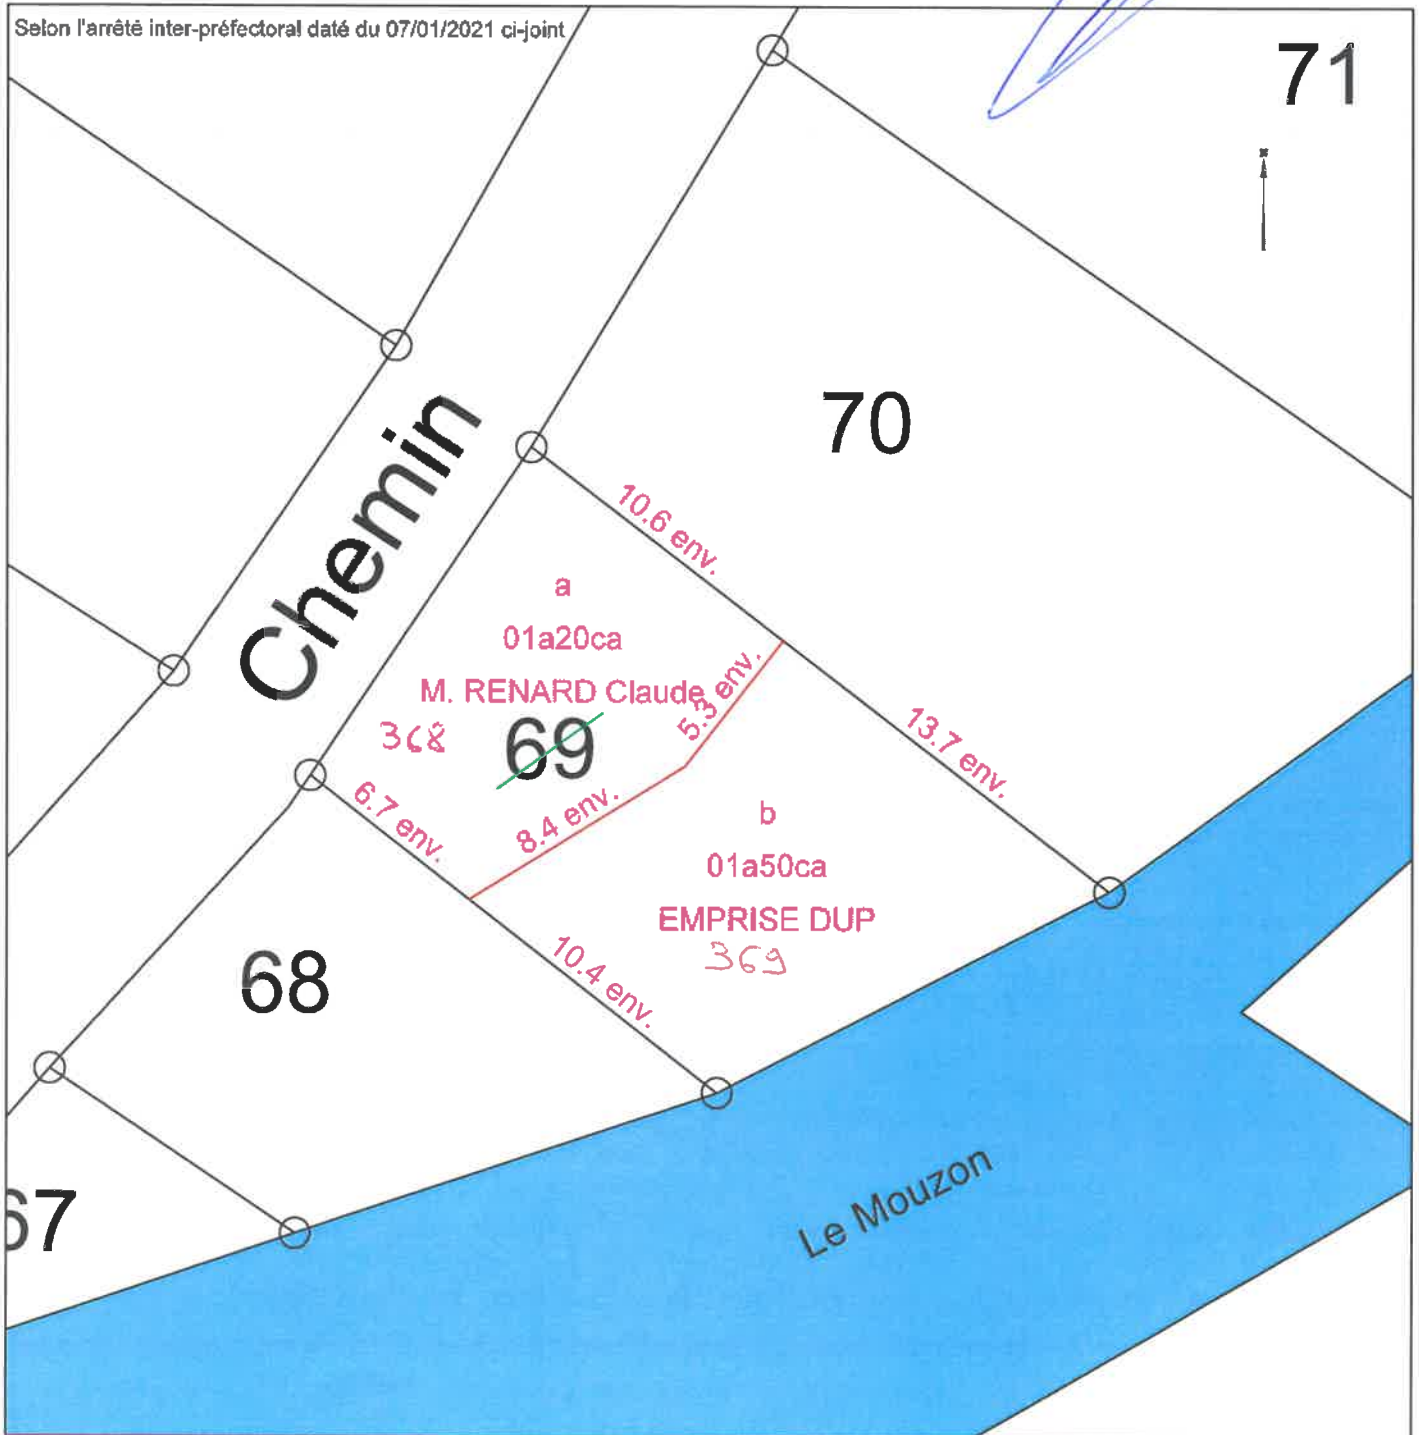 Selon l'arrêté inter-préfectoral daté du 07/01/2021 ci-joint
71
70
Chemin
10.6 env.
a
01a20ca
M. RENARD Claude
5.3 env.
368
69
13.7 env.
6.7 env.
8.4 env.
b
01a50ca
EMPRISE DUP
369
10.4 env.
68
Le Mouzon
67